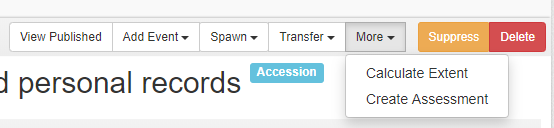 View Published Add Event Spawn Transfer More Suppress Delete
personal records Accession
Calculate Extent
Create Assessment